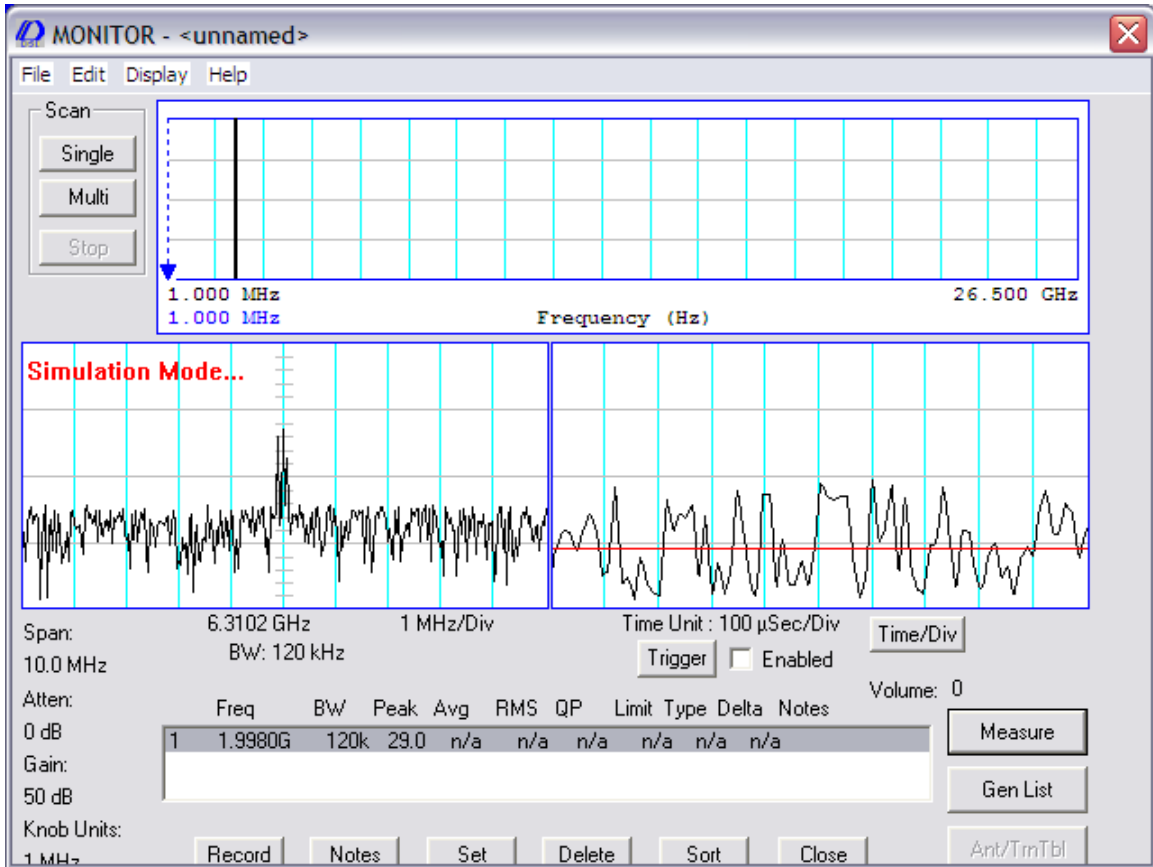 MONITOR - <unnamed>
File Edit Display Help
Scan
Single
Multi
Stop
1.000 MHz 26.500 GHz
1.000 MHz Frequency (Hz)
Simulation Mode...
6.3102 GHz 1 MHz/Div
BW: 120 kHz
Time Unit : 100 µSec/Div
Time/Div
Trigger Enabled
Volume: 0
Span:
10.0 MHz
Atten:
0 dB
Gain:
50 dB
Knob Units:
1 MHz
Freq BW Peak Avg RMS QP Limit Type Delta Notes
1 1.9980G 120k 29.0 n/a n/a n/a n/a n/a n/a
Measure
Gen List
Ant/TrnTbl
Record Notes Set Delete Sort Close